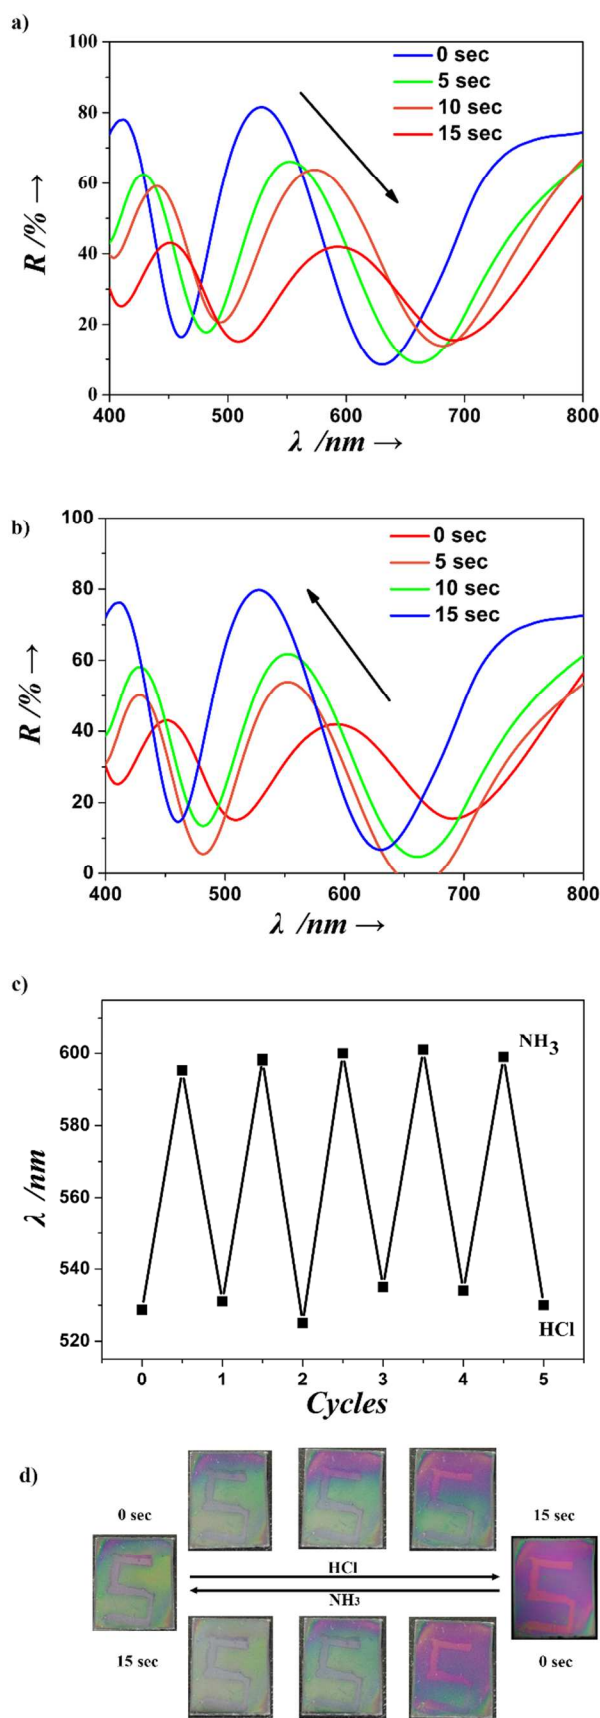 a)
100
80
60
40
20
0
R /% →
0 sec
5 sec
10 sec
15 sec
400 500 600 700 800
λ /nm →
b)
100
80
60
40
20
0
R /% →
0 sec
5 sec
10 sec
15 sec
400 500 600 700 800
λ /nm →
c)
600
580
560
540
520
λ /nm
NH3
HCl
0 1 2 3 4 5
Cycles
d)
0 sec
15 sec
HCl
NH3
15 sec
0 sec